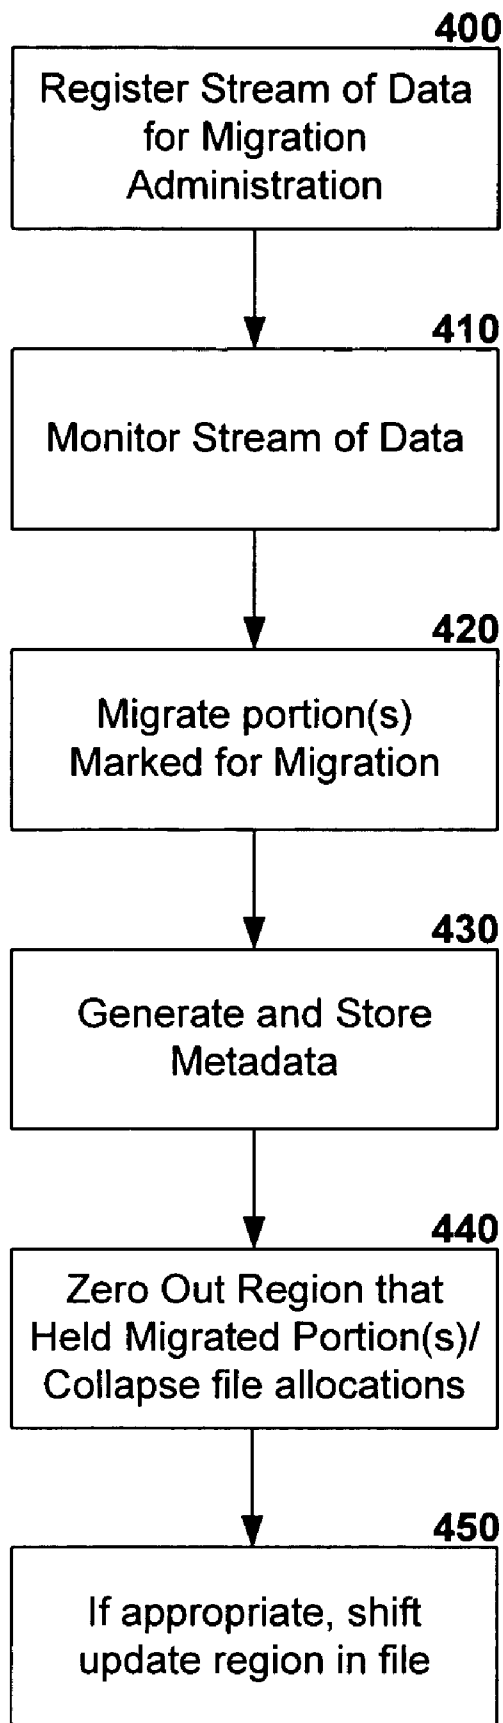 400
Register Stream of Data
for Migration
Administration
410
Monitor Stream of Data
420
Migrate portion(s)
Marked for Migration
430
Generate and Store
Metadata
440
Zero Out Region that
Held Migrated Portion(s)/
Collapse file allocations
450
If appropriate, shift
update region in file